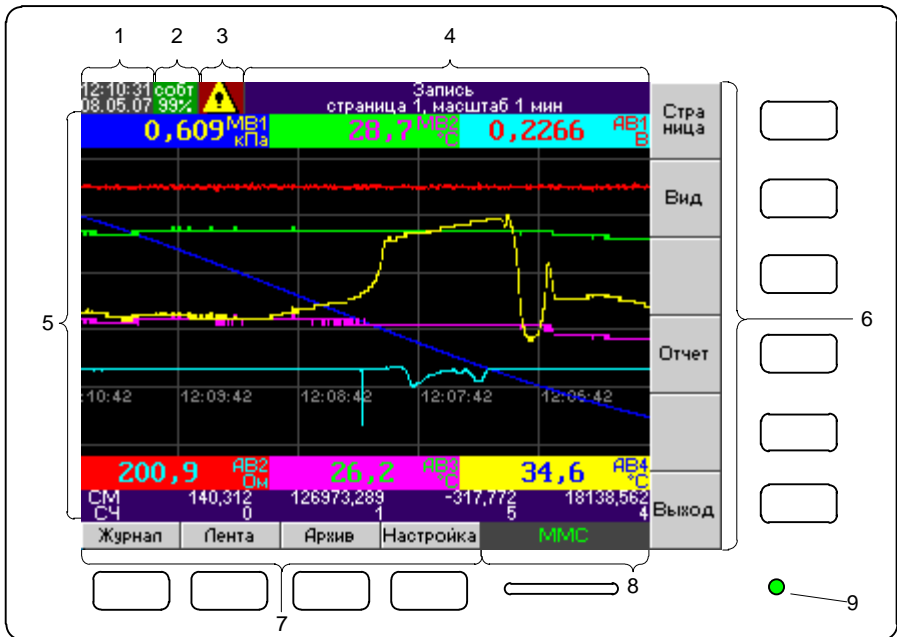 1 2 3 4
12:10:31 собт Запись
08.05.07 99% страница 1, масштаб 1 мин
Стра
ница
0,609 МВ1 кПа 28,7 МВ2 °C 0,2266 АВ1 В
Вид
5
6
Отчет
:10:42 12:09:42 12:08:42 12:07:42 12:06:42
200,9 АВ2 Ом 26,2 АВ3 °C 34,6 АВ4 °C
СМ 140,312 126973,289 -317,772 18138,562
СЧ 0 1 5 4
Выход
Журнал Лента Архив Настройка ММС
7 8 9